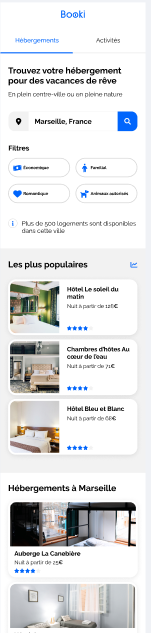 Booki
Hébergements
Activités
Trouvez votre hébergement
pour des vacances de rêve
En plein centre-ville ou en pleine nature
Marseille, France
Filtres
Économique
Familial
Romantique
Animaux autorisés
Plus de 500 logements sont disponibles
dans cette ville
Les plus populaires
Hôtel Le soleil du
matin
Nuit à partir de 128€
Chambres d'hôtes Au
cœur de l'eau
Nuit à partir de 71€
Hôtel Bleu et Blanc
Nuit à partir de 68€
Hébergements à Marseille
Auberge La Canebière
Nuit à partir de 25€